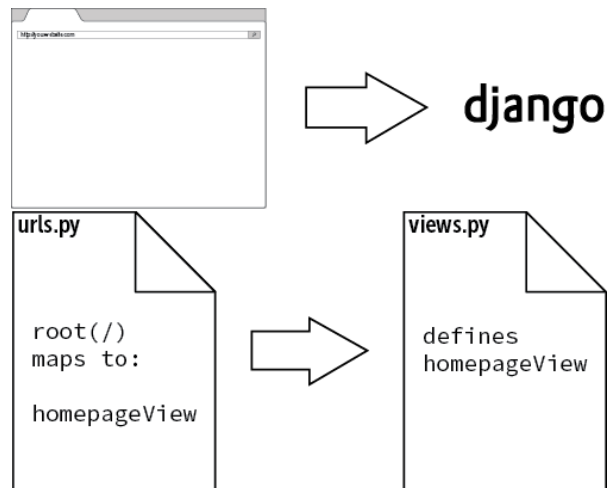 django
urls.py
root(/)
maps to:
homepageView
views.py
defines
homepageView